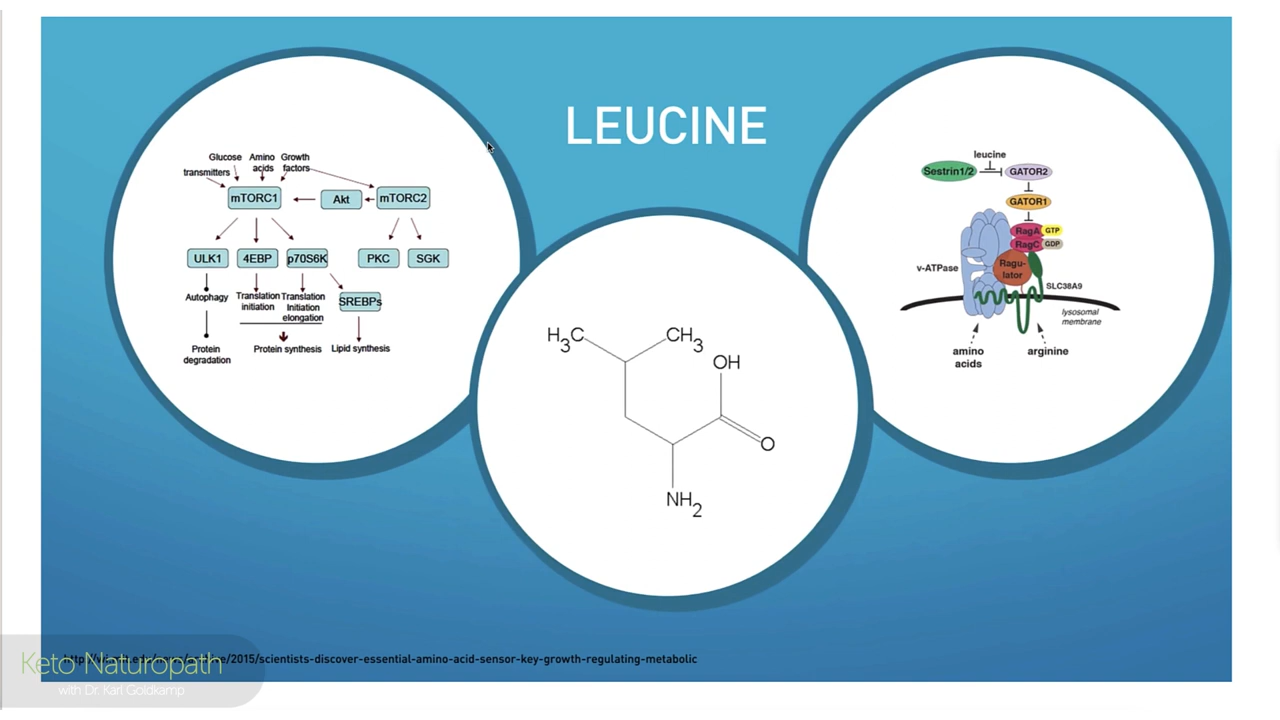 LEUCINE
Glucose
Amino
acids
Growth
factors
transmitters
mTORC1
Akt
mTORC2
ULK1
4EBP
p70S6K
PKC
SGK
Autophagy
Translation
initiation
Translation
Initiation
elongation
SREBPs
Protein
degradation
Protein synthesis
Lipid synthesis
H3C
CH3
OH
O
NH2
leucine
Sestrin1/2
GATOR2
GATOR1
RagA
GTP
RagC
GDP
Ragu-
lator
v-ATPase
SLC38A9
lysosomal
membrane
amino
acids
arginine
/2015/scientists-discover-essential-amino-acid-sensor-key-growth-regulating-metabolic
Keto Naturopath
with Dr. Karl Goldkamp